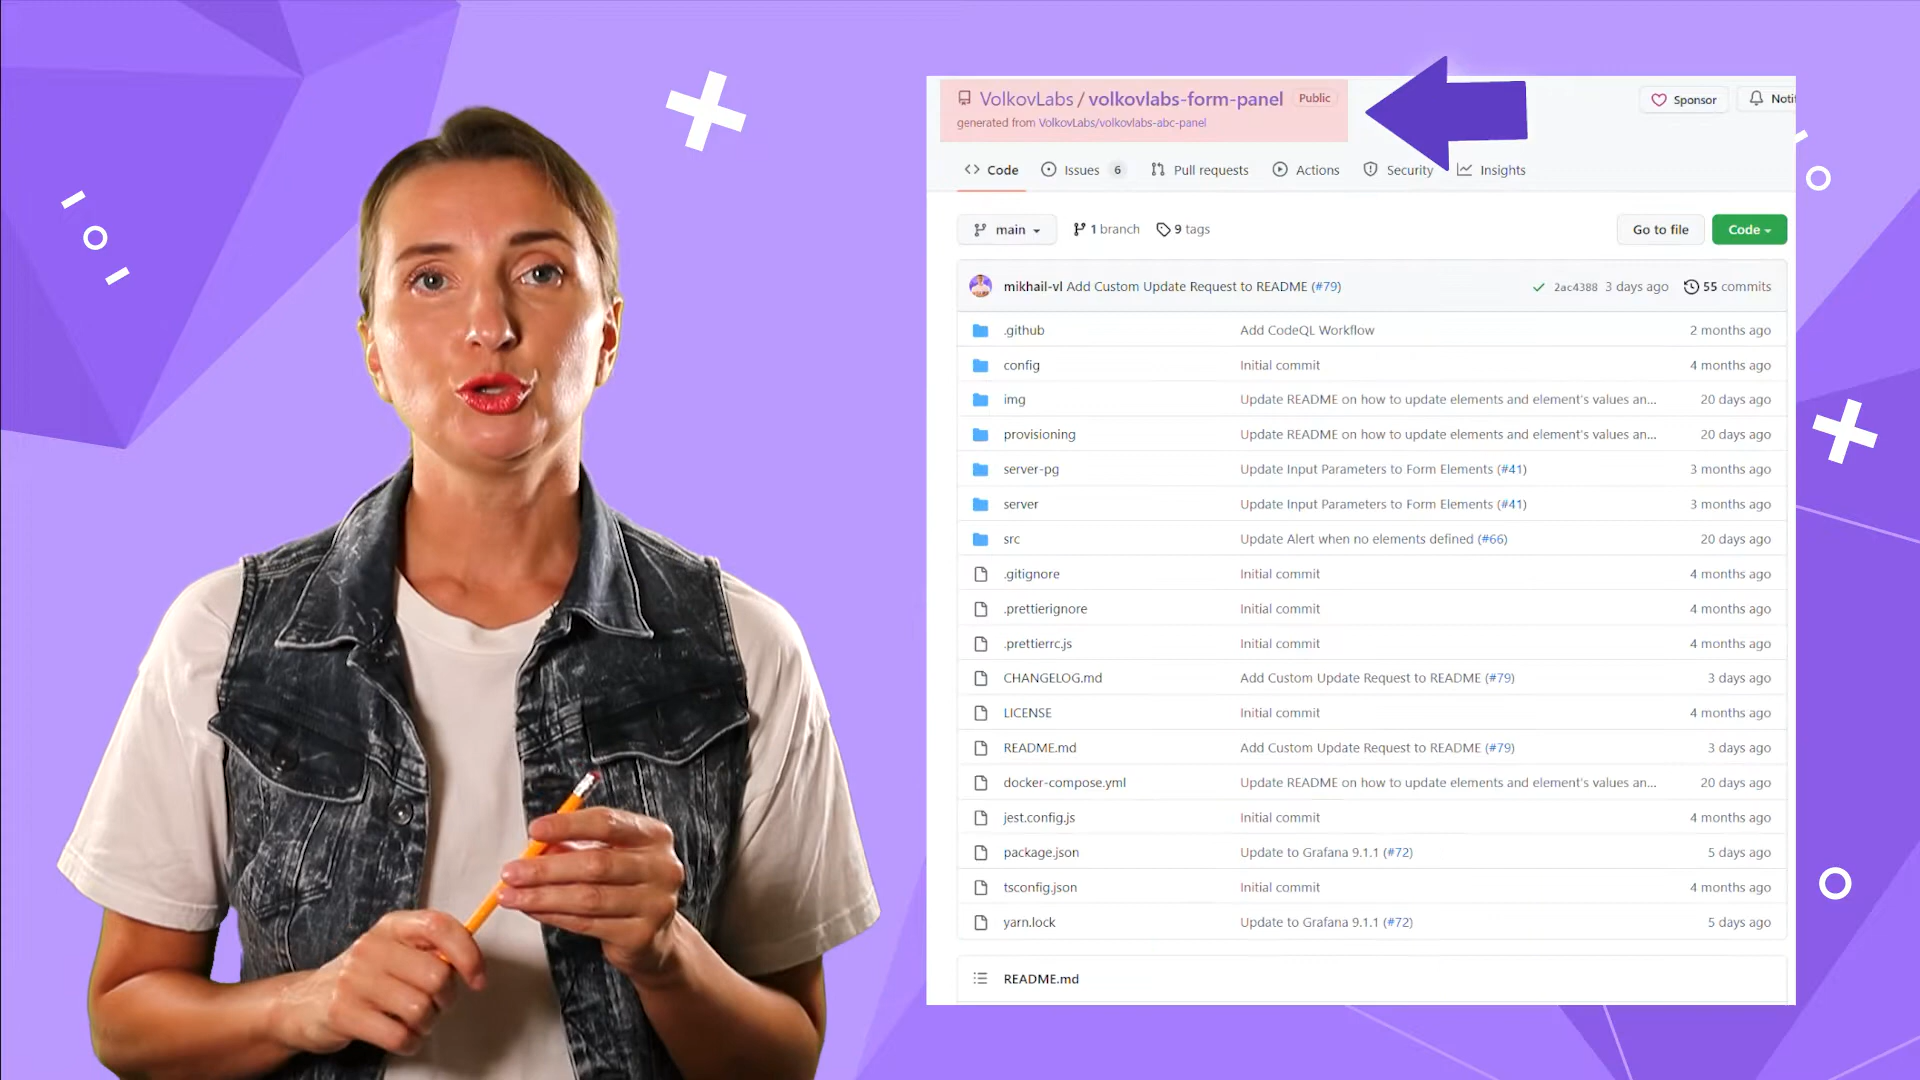 VolkovLabs / volkovlabs-form-panel Public
generated from VolkovLabs/volkovlabs-abc-panel
Sponsor
Code Issues 6 Pull requests Actions Security Insights
main 1 branch 9 tags Go to file Code
mikhail-vl Add Custom Update Request to README (#79) 2ac4388 3 days ago 55 commits
.github Add CodeQL Workflow 2 months ago
config Initial commit 4 months ago
img Update README on how to update elements and element's values an... 20 days ago
provisioning Update README on how to update elements and element's values an... 20 days ago
server-pg Update Input Parameters to Form Elements (#41) 3 months ago
server Update Input Parameters to Form Elements (#41) 3 months ago
src Update Alert when no elements defined (#66) 20 days ago
.gitignore Initial commit 4 months ago
.prettierignore Initial commit 4 months ago
.prettierrc.js Initial commit 4 months ago
CHANGELOG.md Add Custom Update Request to README (#79) 3 days ago
LICENSE Initial commit 4 months ago
README.md Add Custom Update Request to README (#79) 3 days ago
docker-compose.yml Update README on how to update elements and element's values an... 20 days ago
jest.config.js Initial commit 4 months ago
package.json Update to Grafana 9.1.1 (#72) 5 days ago
tsconfig.json Initial commit 4 months ago
yarn.lock Update to Grafana 9.1.1 (#72) 5 days ago
README.md